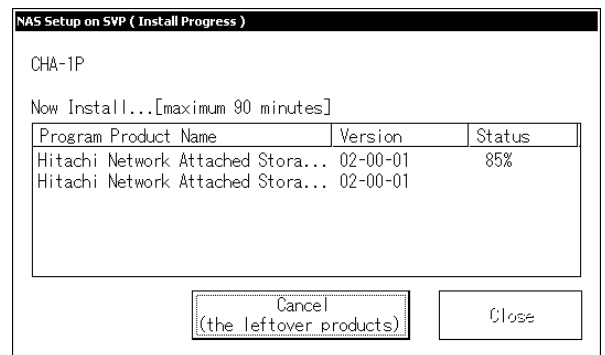 NAS Setup on SVP ( Install Progress )
CHA-1P
Now Install...[maximum 90 minutes]
Program Product Name Version Status
Hitachi Network Attached Stora... 02-00-01 85%
Hitachi Network Attached Stora... 02-00-01
Cancel
(the leftover products)
Close